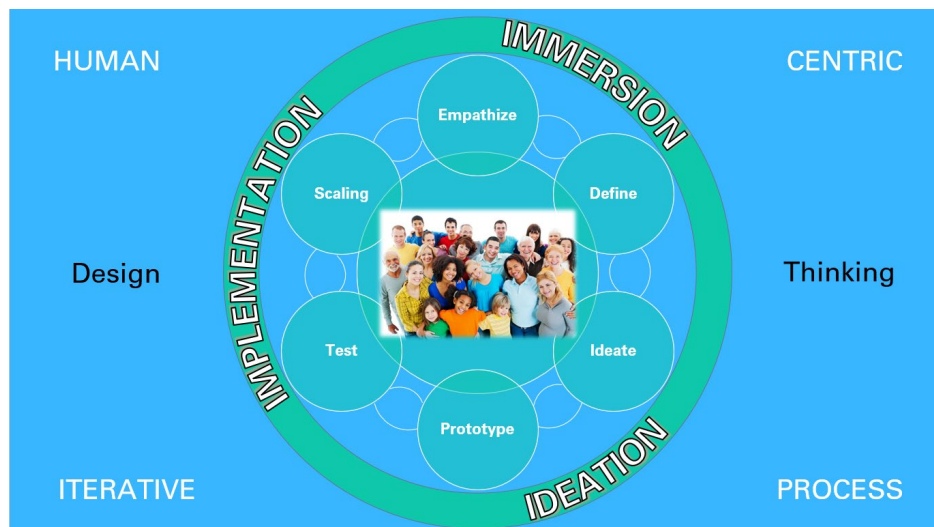 HUMAN
CENTRIC
IMMERSION
IMPLEMENTATION
Empathize
Scaling
Define
Design
Thinking
Test
Ideate
Prototype
IDEATION
ITERATIVE
PROCESS